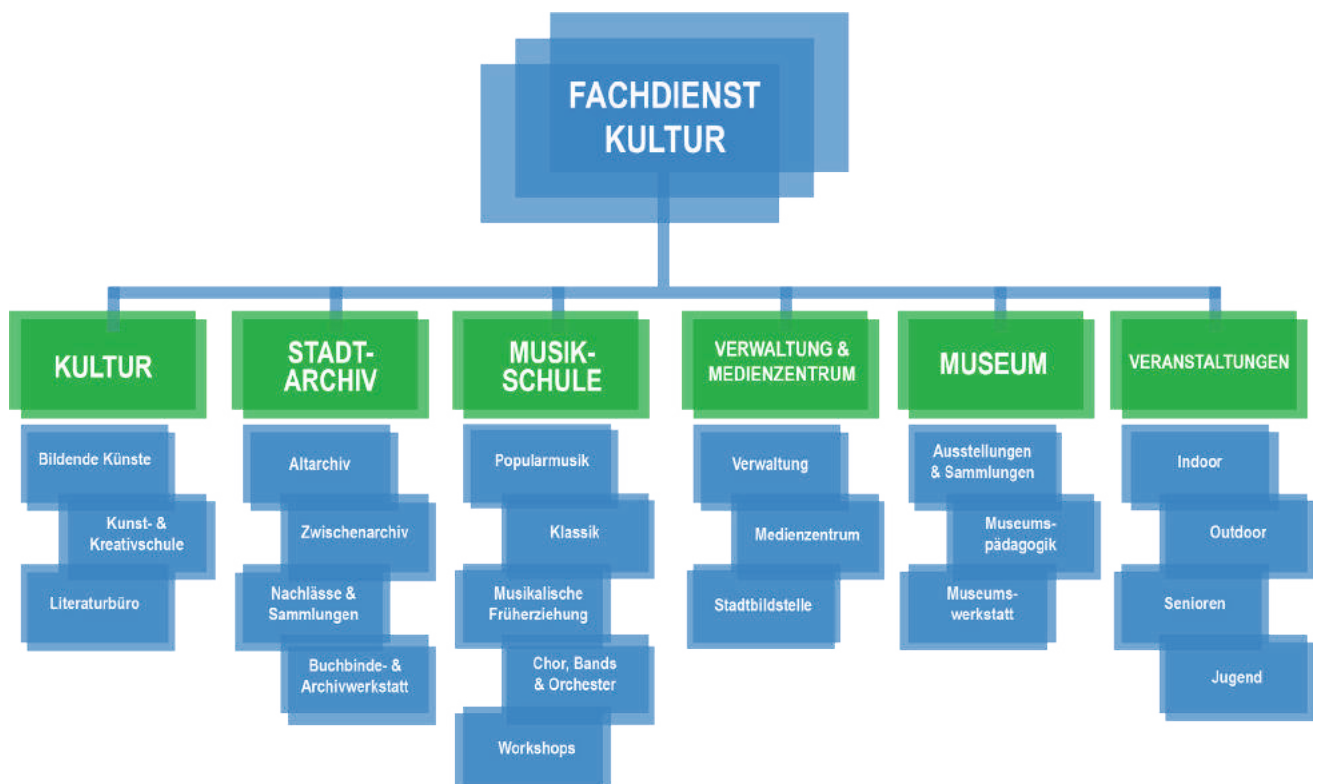 FACHDIENST
KULTUR
KULTUR
Bildende Künste
Kunst- &
Kreativschule
Literaturbüro
STADT-
ARCHIV
Altarchiv
Zwischenarchiv
Nachlässe &
Sammlungen
Buchbinde- &
Archivwerkstatt
MUSIK-
SCHULE
Popularmusik
Klassik
Musikalische
Früherziehung
Chor, Bands
& Orchester
Workshops
VERWALTUNG &
MEDIENZENTRUM
Verwaltung
Medienzentrum
Stadtbildstelle
MUSEUM
Ausstellungen
& Sammlungen
Museums-
pädagogik
Museums-
werkstatt
VERANSTALTUNGEN
Indoor
Outdoor
Senioren
Jugend